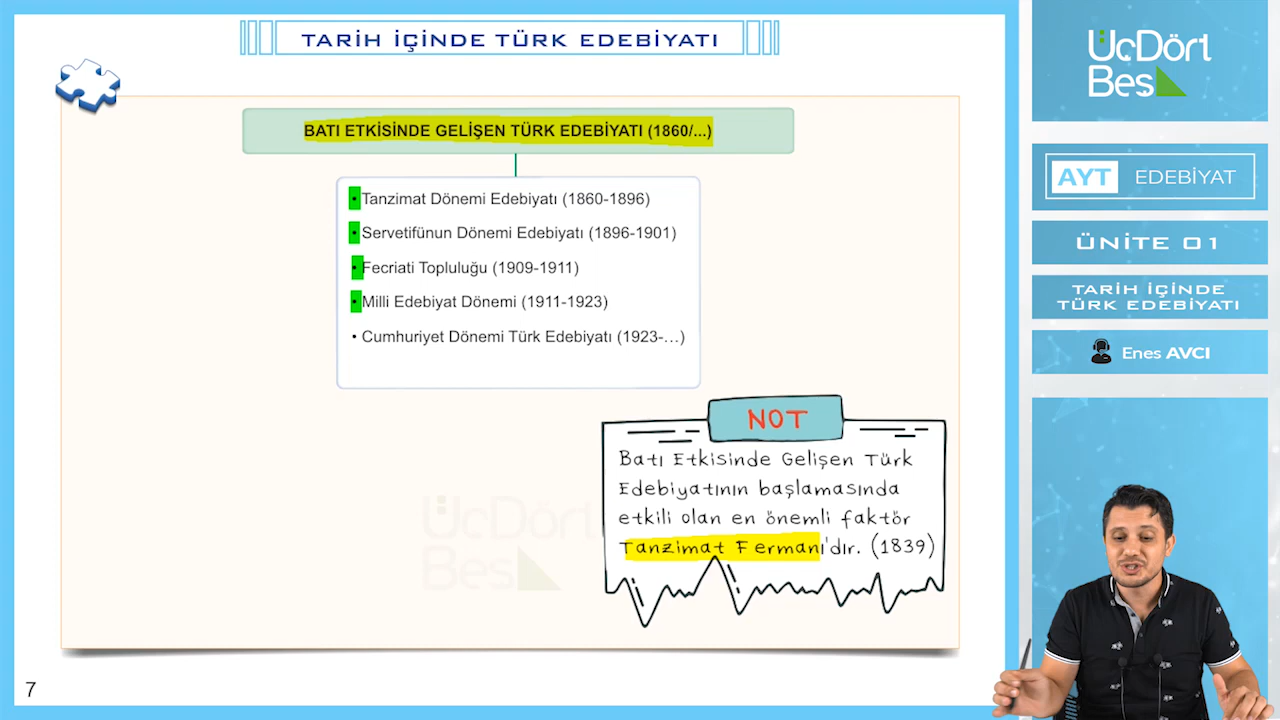 TARİH İÇİNDE TÜRK EDEBİYATI
BATI ETKİSİNDE GELİŞEN TÜRK EDEBİYATI (1860/...)
• Tanzimat Dönemi Edebiyatı (1860-1896)
• Servetifünun Dönemi Edebiyatı (1896-1901)
• Fecriati Topluluğu (1909-1911)
• Milli Edebiyat Dönemi (1911-1923)
• Cumhuriyet Dönemi Türk Edebiyatı (1923-…)
NOT
Batı Etkisinde Gelişen Türk
Edebiyatının başlamasında
etkili olan en önemli faktör
Tanzimat Fermanı'dır. (1839)
ÜçDört
Beş
7
ÜçDört
Beş
AYT EDEBİYAT
ÜNİTE 01
TARİH İÇİNDE
TÜRK EDEBİYATI
Enes AVCI